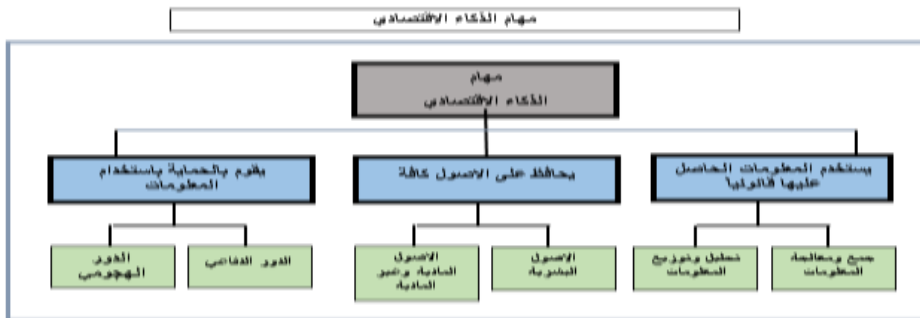 مهام الذكاء الاقتصادي
مهام
الذكاء الاقتصادي
يستخدم المعلومات الحاصل
عليها قانونيا
يحافظ على الاصول كافة
يقوم بالحماية باستخدام
المعلومات
جمع ومعالجة
المعلومات
تحليل وتوزيع
المعلومات
الاصول
البشرية
الاصول
المادية وغير
المادية
الدور الدفاعي
الدور
الهجومي